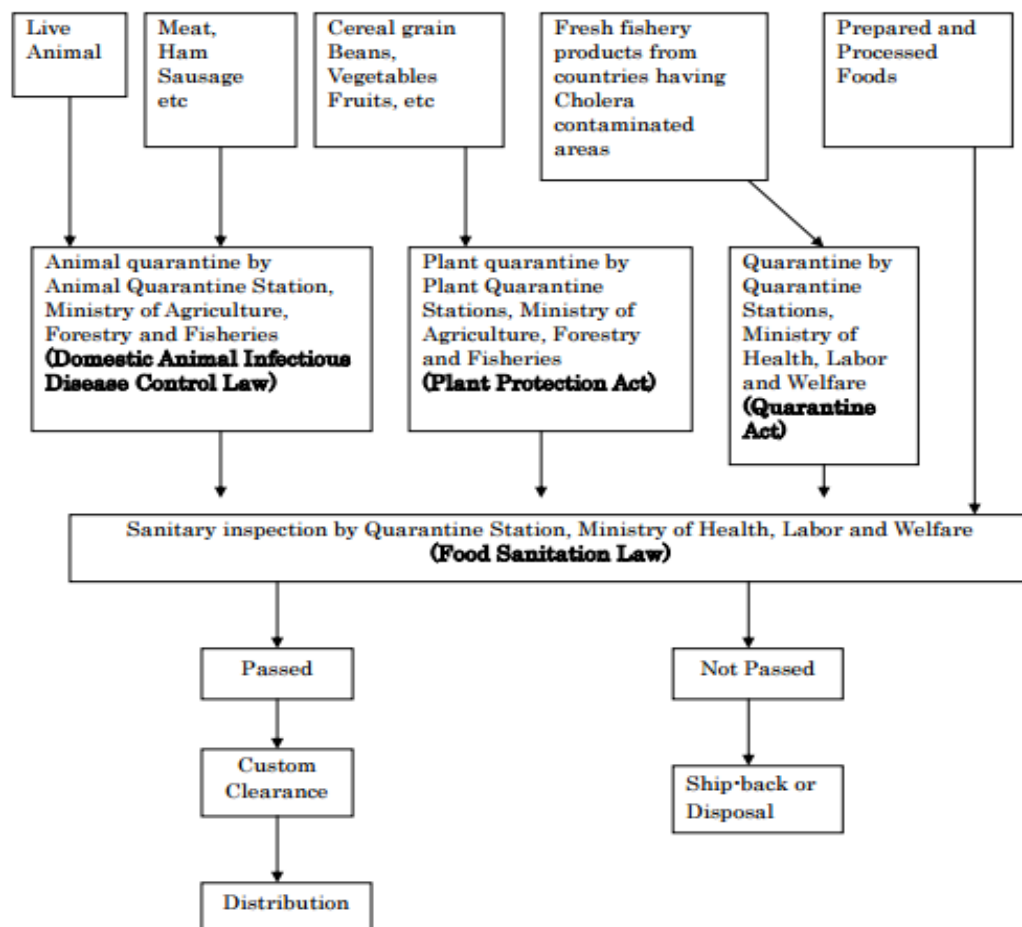 Live
Animal
Meat,
Ham
Sausage
etc
Cereal grain
Beans,
Vegetables
Fruits, etc
Fresh fishery
products from
countries having
Cholera
contaminated
areas
Prepared and
Processed
Foods
Animal quarantine by
Animal Quarantine Station,
Ministry of Agriculture,
Forestry and Fisheries
(Domestic Animal Infectious
Disease Control Law)
Plant quarantine by
Plant Quarantine
Stations, Ministry of
Agriculture, Forestry
and Fisheries
(Plant Protection Act)
Quarantine by
Quarantine
Stations,
Ministry of
Health, Labor
and Welfare
(Quarantine
Act)
Sanitary inspection by Quarantine Station, Ministry of Health, Labor and Welfare
(Food Sanitation Law)
Passed
Not Passed
Custom
Clearance
Ship･back or
Disposal
Distribution